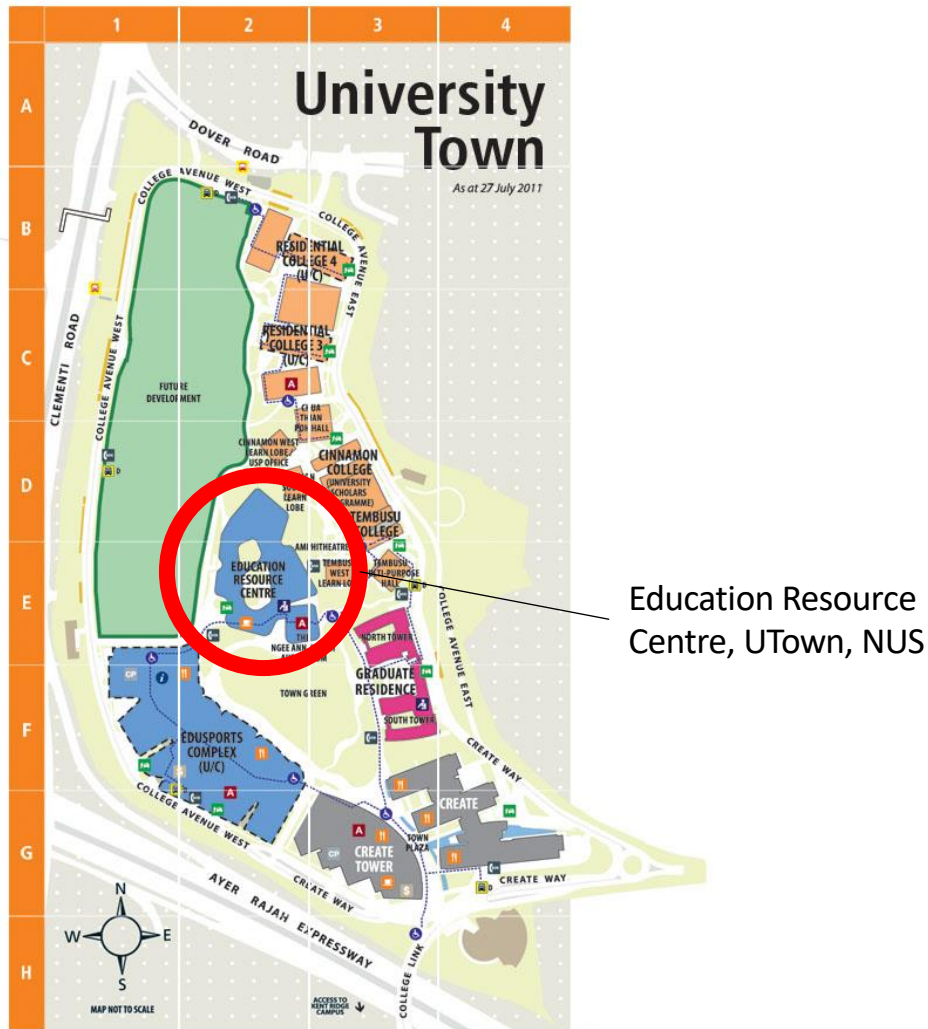 1 2 3 4
A
B
C
D
E
F
G
H
University
Town
As at 27 July 2011
DOVER ROAD
COLLEGE AVENUE WEST
COLLEGE AVENUE EAST
RESIDENTIAL
COLLEGE 4
(U/C)
RESIDENTIAL
COLLEGE 3
(U/C)
CLEMENTI ROAD
COLLEGE AVENUE WEST
FUTURE
DEVELOPMENT
A
THIAN
POH HALL
CINNAMON WEST
LEARN LOBE/
USP OFFICE
D
CINNAMON
COLLEGE
(UNIVERSITY
SCHOLARS
LEARN
LOBE
TEMBUSU
COLLEGE
EDUCATION
RESOURCE
CENTRE
WEST
TEMBUSU
HALL
D
A
NGEE ANN
NORTH TOWER
GRADUATE
RESIDENCE
SOUTH TOWER
TOWN GREEN
COLLEGE AVENUE EAST
Education Resource
Centre, UTown, NUS
CP
i
EDUSPORTS
COMPLEX
(U/C)
S
A
D
COLLEGE AVENUE WEST
CREATE WAY
CREATE
TOWN
PLAZA
A
CP
CREATE
TOWER
S
D
CREATE WAY
CREATE WAY
AYER RAJAH EXPRESSWAY
COLLEGE LINK
N
W E
S
MAP NOT TO SCALE
ACCESS TO
KENT RIDGE
CAMPUS